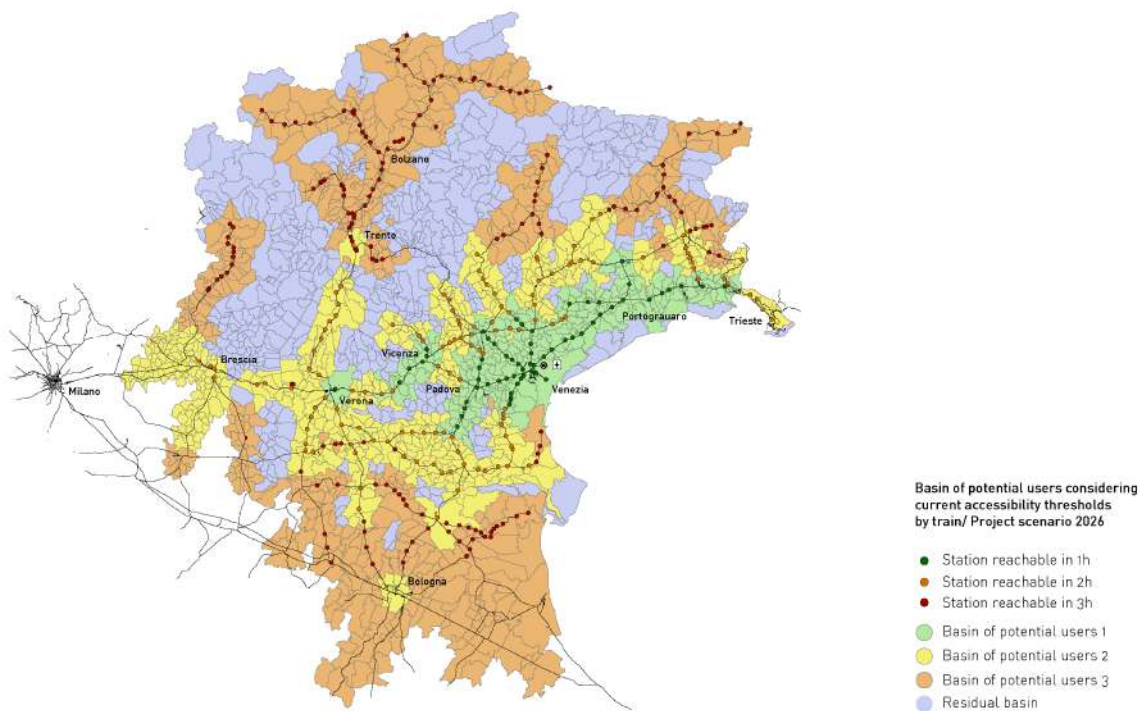 Bolzano
Trento
Portogruaro
Trieste
Brescia
Vicenza
Milano
Verona
Padova
Venezia
Bologna
Basin of potential users considering
current accessibility thresholds
by train/ Project scenario 2026
Station reachable in 1h
Station reachable in 2h
Station reachable in 3h
Basin of potential users 1
Basin of potential users 2
Basin of potential users 3
Residual basin